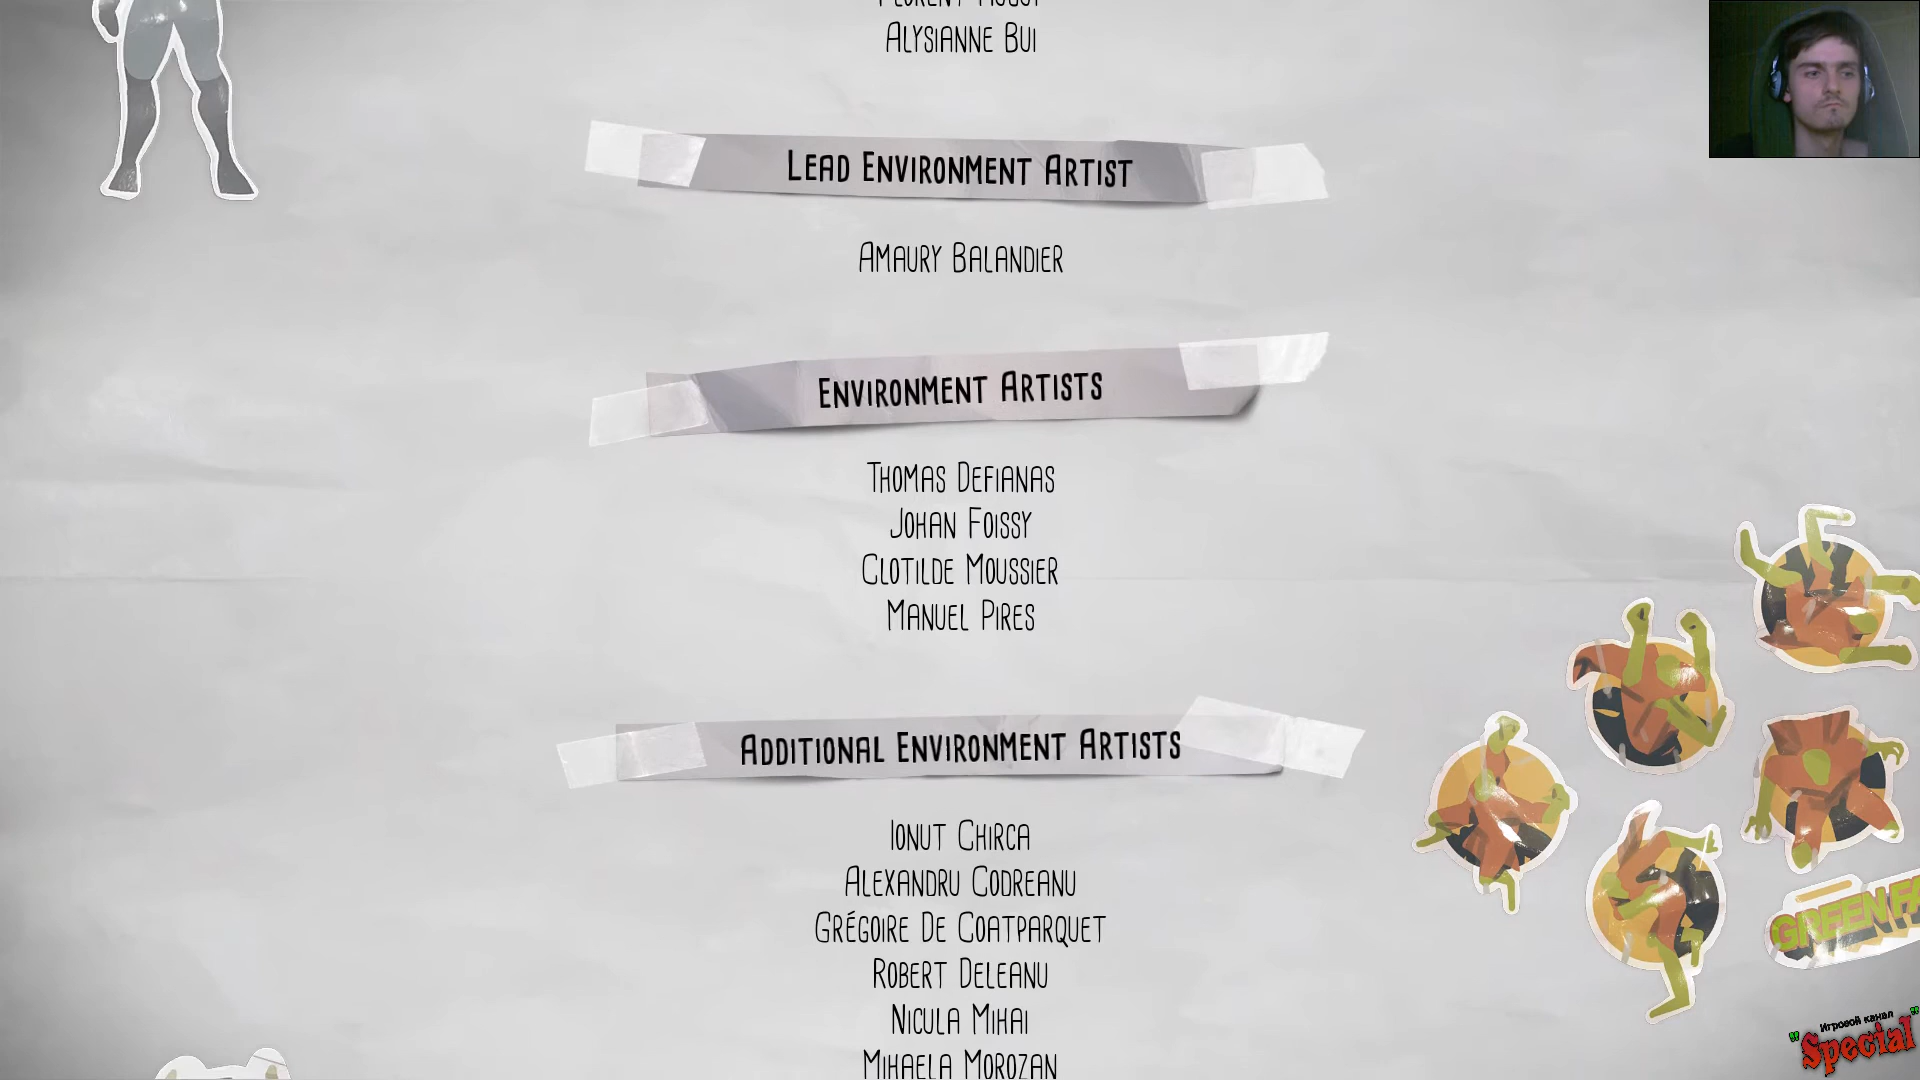 Alysianne Bui
Lead Environment Artist
Amaury Balandier
Environment Artists
Thomas Defianas
Johan Foissy
Clotilde Moussier
Manuel Pires
Additional Environment Artists
Ionut Chirca
Alexandru Codreanu
Grégoire De Coatparquet
Robert Deleanu
Nicula Mihai
Mihaela Morozan
GREEN
Игровой канал
"Special"